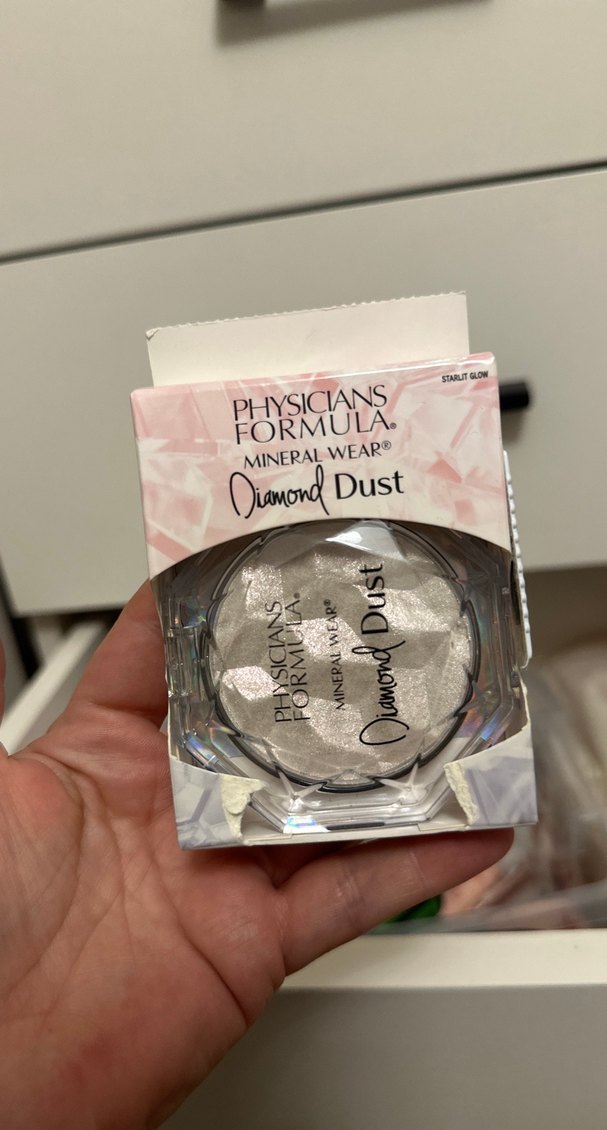 STARLIT GLOW
PHYSICIANS
FORMULA®
MINERAL WEAR®
Diamond Dust
PHYSICIANS
FORMULA®
MINERAL WEAR®
Diamond Dust